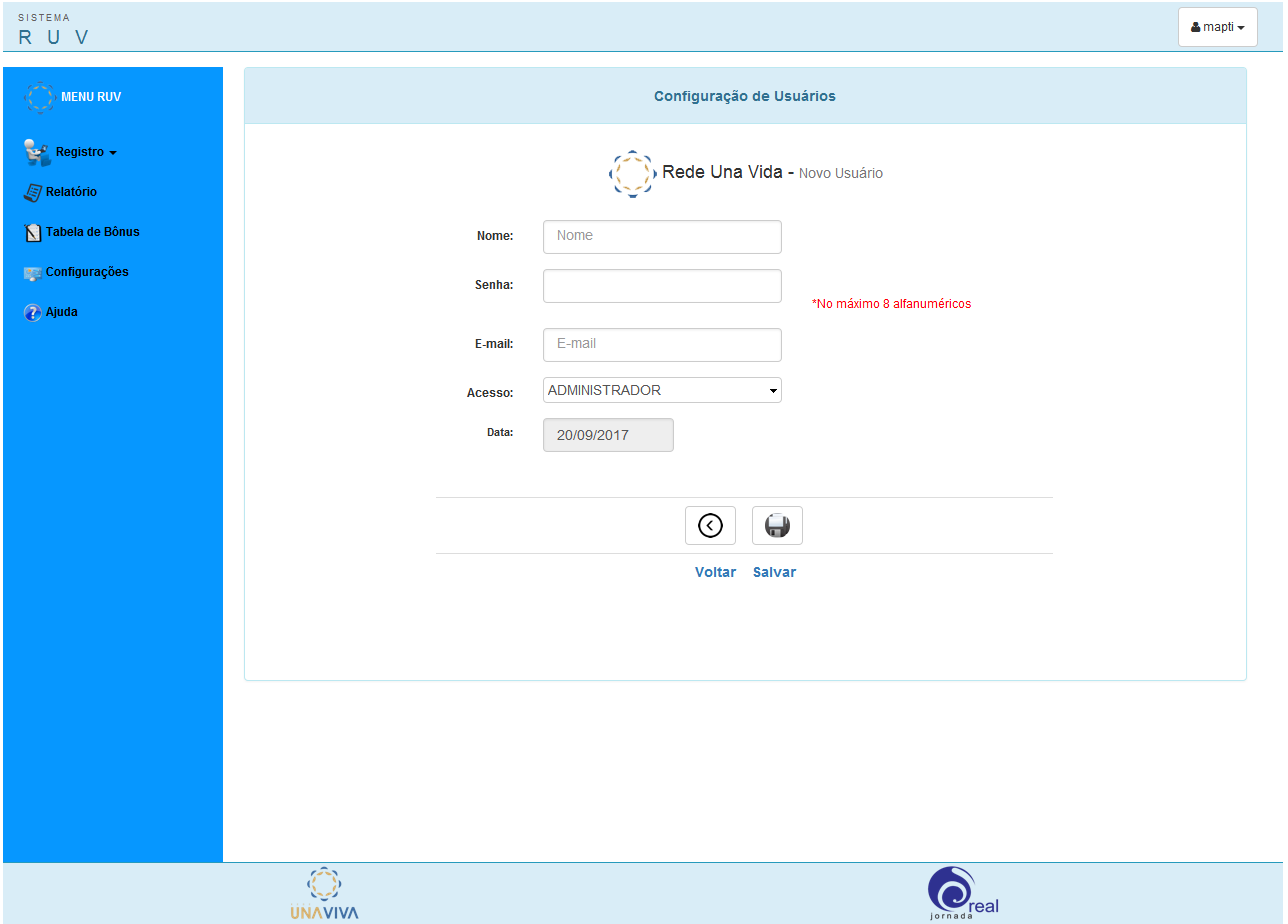 SISTEMA
R U V
mapti
MENU RUV
Registro
Relatório
Tabela de Bônus
Configurações
Ajuda
Configuração de Usuários
Rede Una Vida - Novo Usuário
Nome: Nome
Senha:
*No máximo 8 alfanuméricos
E-mail: E-mail
Acesso: ADMINISTRADOR
Data: 20/09/2017
Voltar Salvar
UNAVIVA
real
jornada